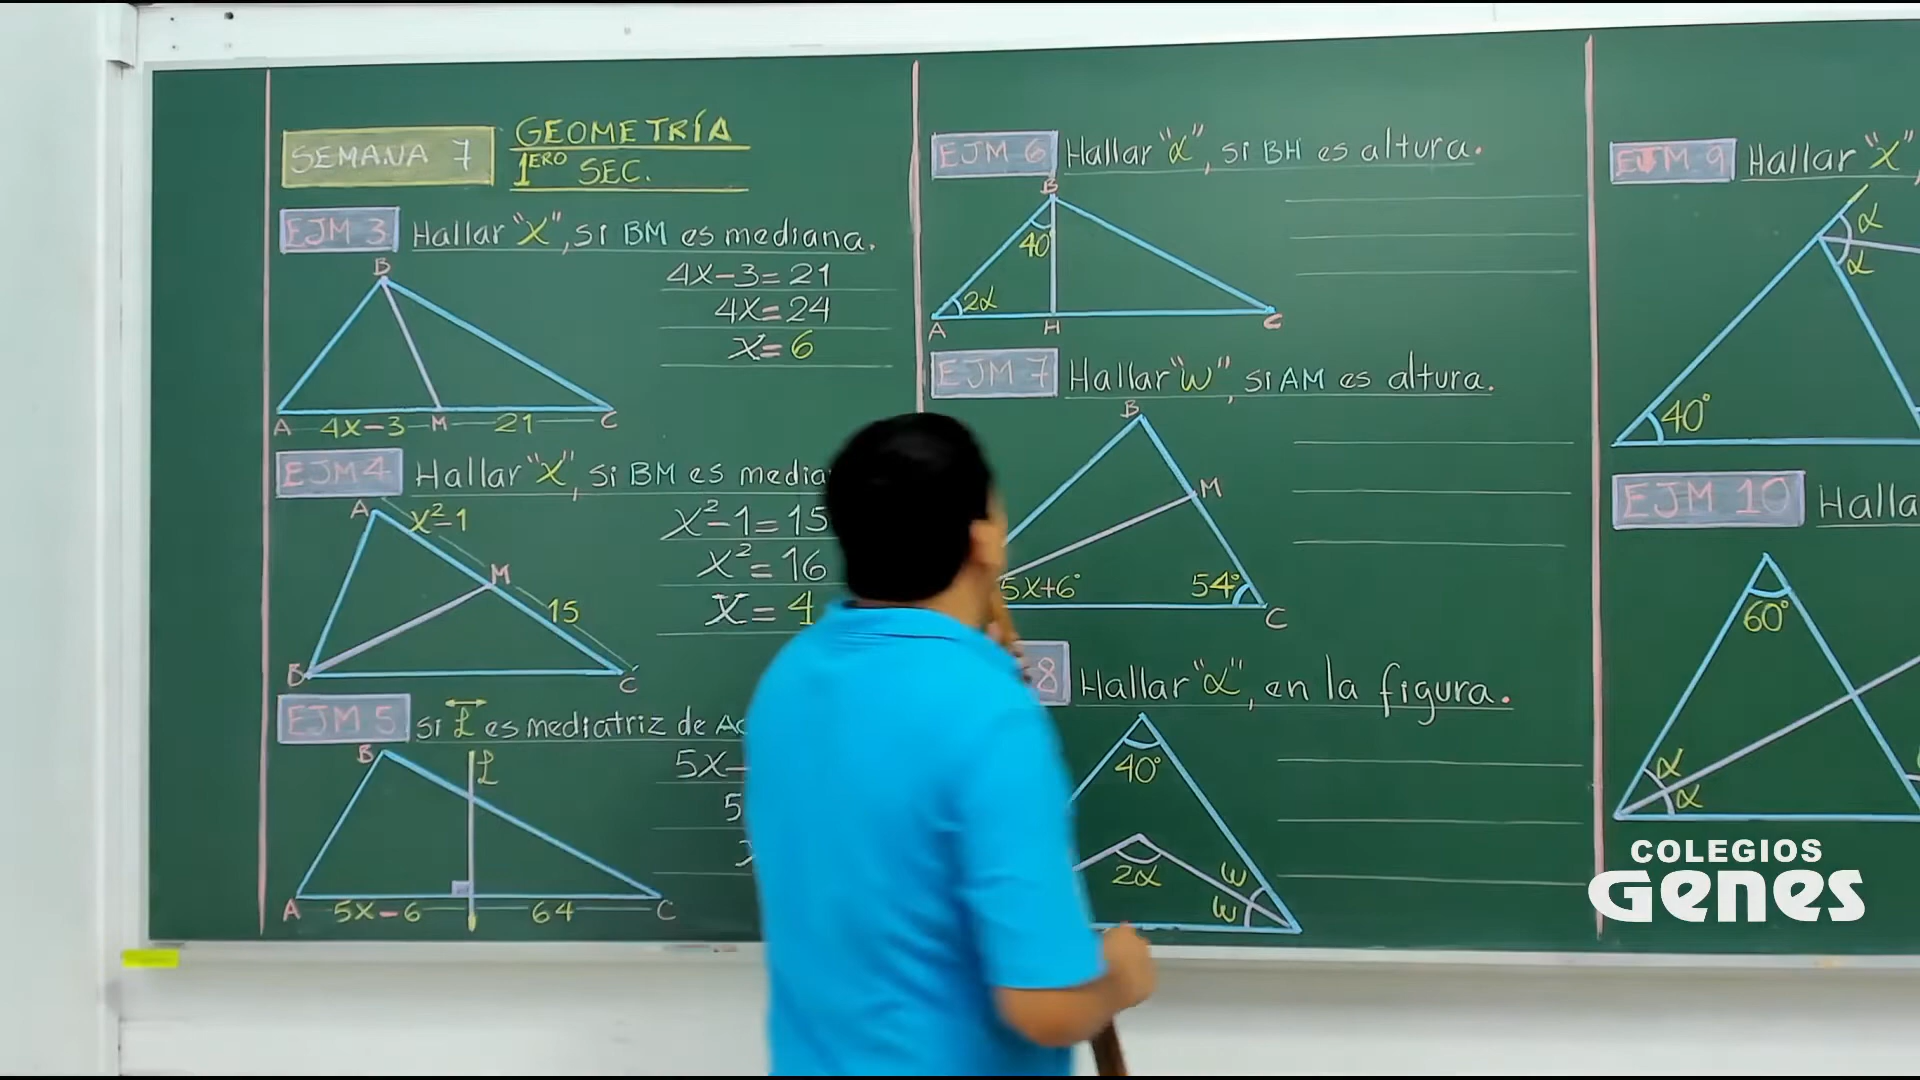 SEMANA 7
GEOMETRÍA
1ERO SEC.
EJM 3 Hallar "X", si BM es mediana.
B
4X-3=21
4X=24
X=6
A 4X-3 M 21 C
EJM 4 Hallar "X", si BM es media
A X²-1
M
15
B C
X²-1=15
X²=16
X=4
EJM 5 Si L es mediatriz de AC
B L
5X-
5
A 5X-6 64 C
EJM 6 Hallar "α", si BH es altura.
B
40
2α
A H C
EJM 7 Hallar "W", si AM es altura.
B
M
5X+6° 54°
C
8 Hallar "α", en la figura.
40°
2α
W
W
EJM 9 Hallar "X",
α
α
40°
EJM 10 Halla
60°
α
α
COLEGIOS
Genes